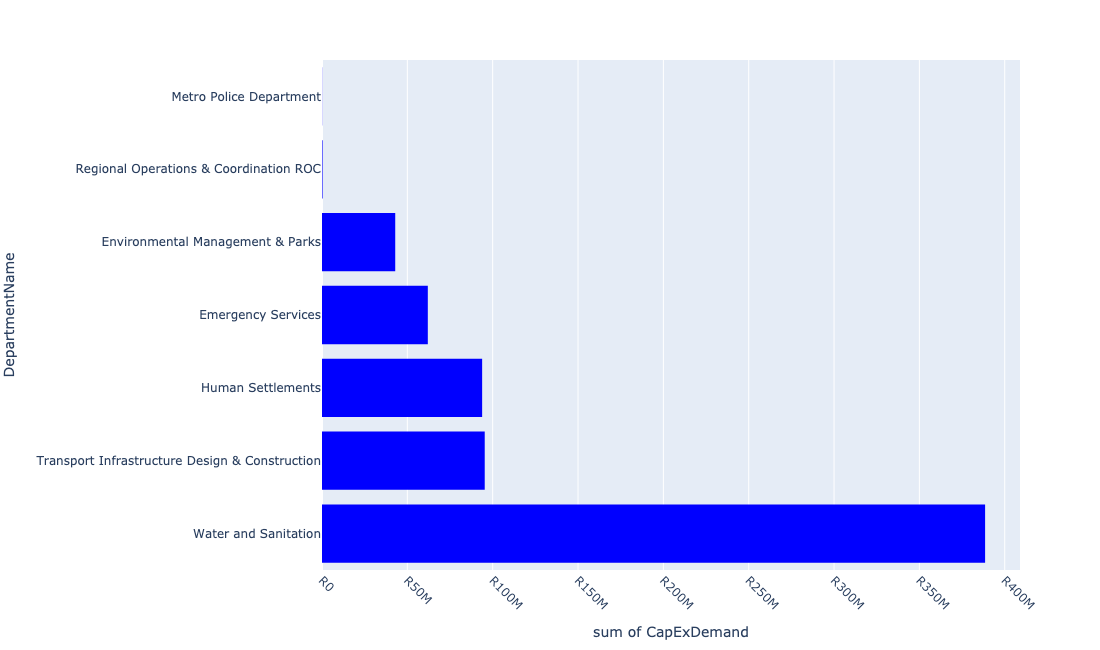 Metro Police Department
Regional Operations & Coordination ROC
Environmental Management & Parks
Emergency Services
Human Settlements
Transport Infrastructure Design & Construction
Water and Sanitation
DepartmentName
R0
R50M
R100M
R150M
R200M
R250M
R300M
R350M
R400M
sum of CapExDemand